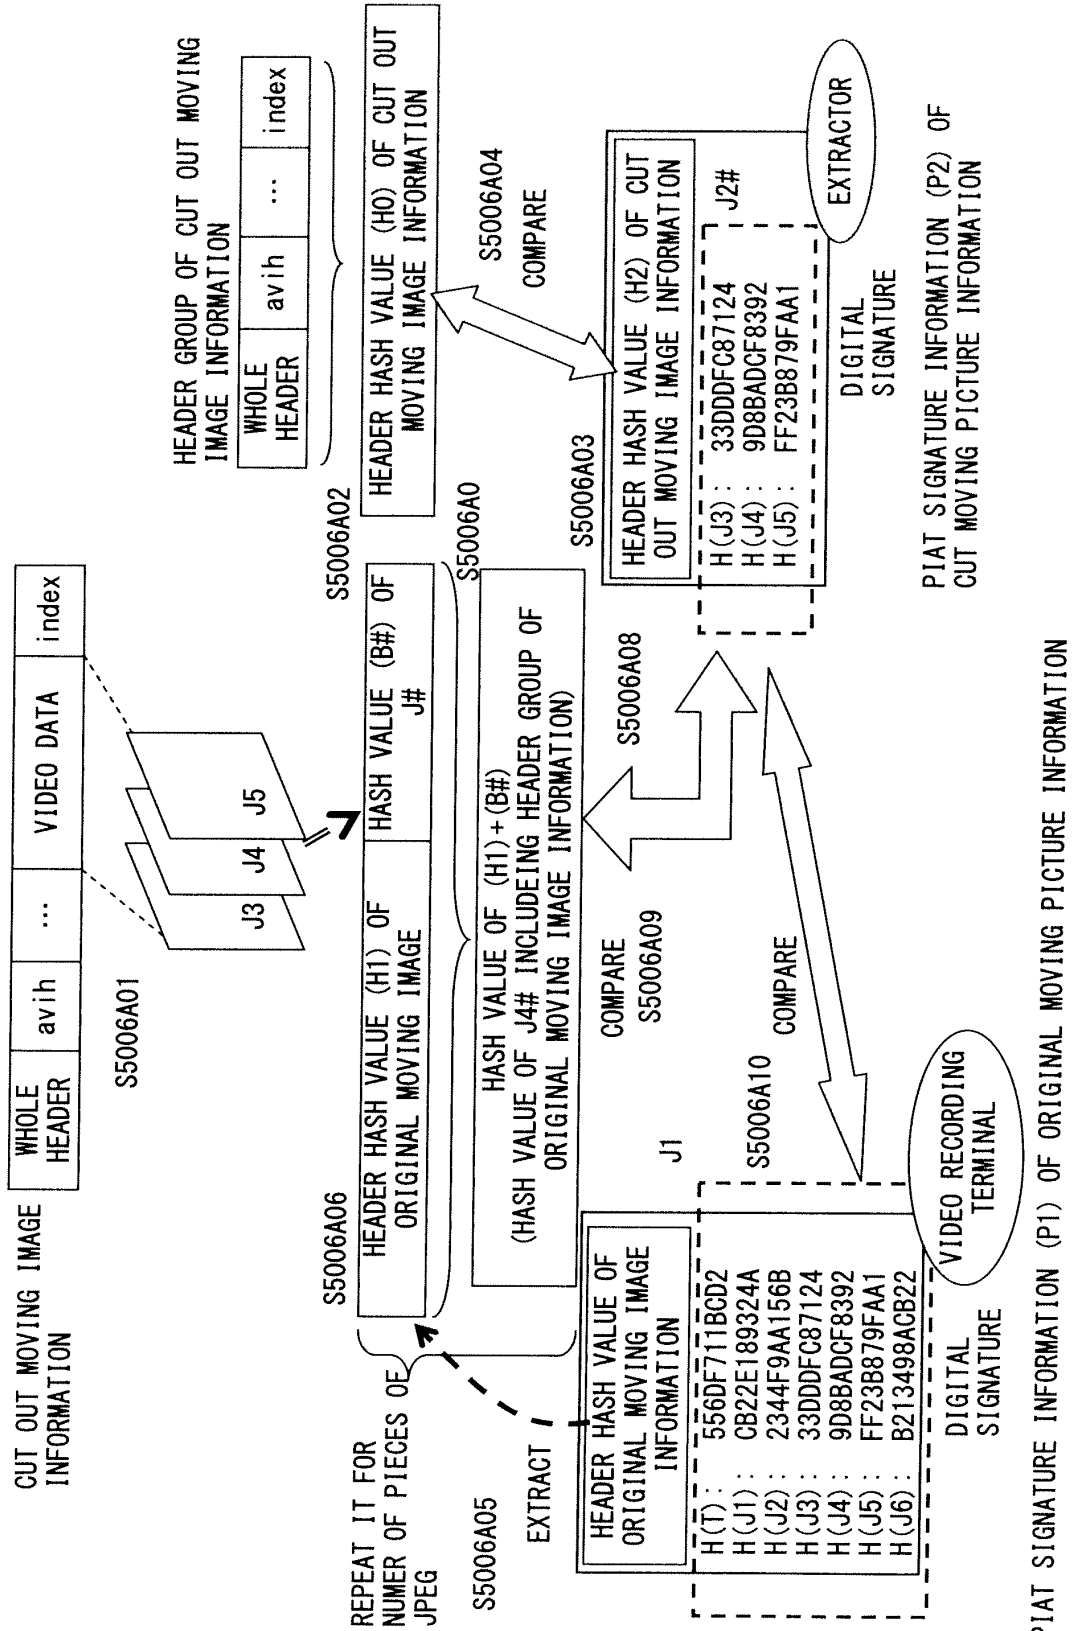 CUT OUT MOVING IMAGE
INFORMATION
WHOLE
HEADER
avih
...
VIDEO DATA
index
S5006A01
J3
J4
J5
HEADER GROUP OF CUT OUT MOVING
IMAGE INFORMATION
WHOLE
HEADER
avih
...
index
S5006A02
HEADER HASH VALUE (HO) OF CUT OUT
MOVING IMAGE INFORMATION
REPEAT IT FOR
NUMER OF PIECES OF
JPEG
S5006A06
HEADER HASH VALUE (H1) OF
ORIGINAL MOVING IMAGE
HASH VALUE (B#) OF
J#
S5006A0
HASH VALUE OF (H1)+(B#)
(HASH VALUE OF J4# INCLUDEING HEADER GROUP OF
ORIGINAL MOVING IMAGE INFORMATION)
S5006A04
COMPARE
S5006A05
EXTRACT
S5006A03
HEADER HASH VALUE (H2) OF CUT
OUT MOVING IMAGE INFORMATION
J2#
H(J3): 33DDDFC87124
H(J4): 9D8BADCF8392
H(J5): FF23B879FAA1
EXTRACTOR
DIGITAL
SIGNATURE
PIAT SIGNATURE INFORMATION (P2) OF
CUT MOVING PICTURE INFORMATION
S5006A08
COMPARE
S5006A09
COMPARE
S5006A10
J1
HEADER HASH VALUE OF
ORIGINAL MOVING IMAGE
INFORMATION
H(T): 556DF711BCD2
H(J1): CB22E189324A
H(J2): 2344F9AA156B
H(J3): 33DDDFC87124
H(J4): 9D8BADCF8392
H(J5): FF23B879FAA1
H(J6): B213498ACB22
VIDEO RECORDING
TERMINAL
DIGITAL
SIGNATURE
PIAT SIGNATURE INFORMATION (P1) OF ORIGINAL MOVING PICTURE INFORMATION